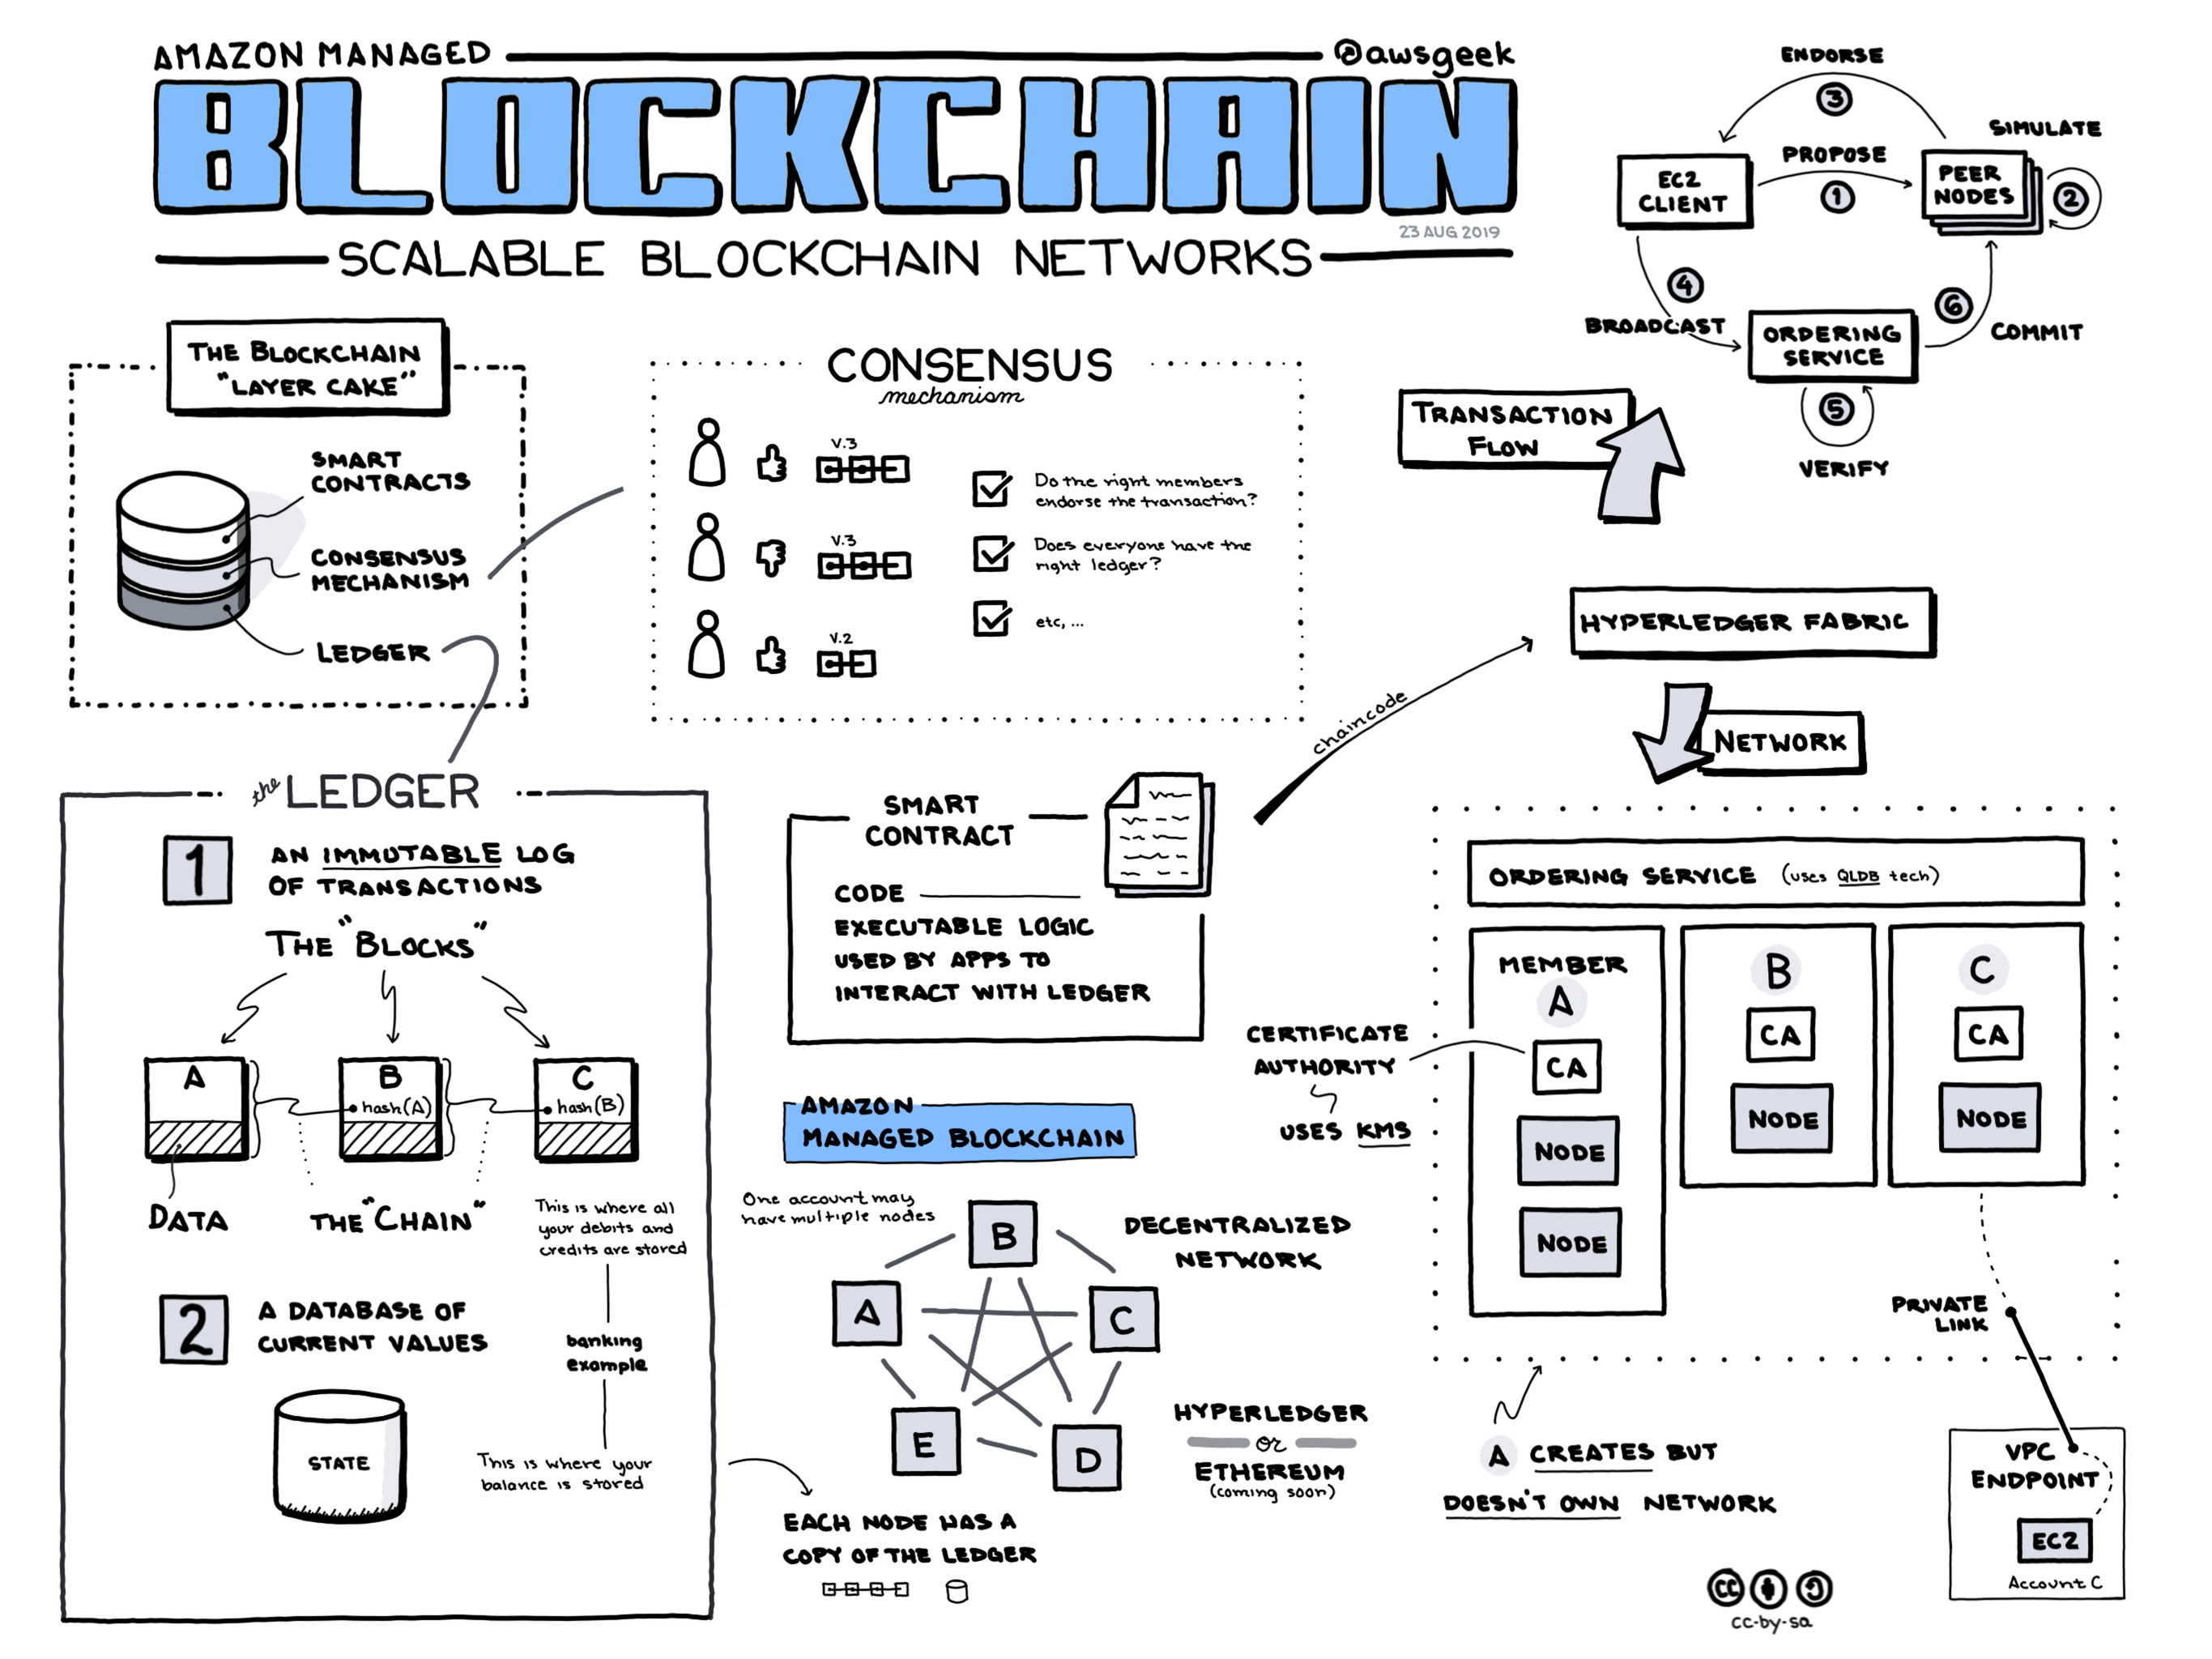 AMAZON MANAGED
@awsgeek
BLOCKCHAIN
23 AUG 2019
SCALABLE BLOCKCHAIN NETWORKS
THE BLOCKCHAIN
"LAYER CAKE"
SMART
CONTRACTS
CONSENSUS
MECHANISM
LEDGER
CONSENSUS
mechanism
V.3
V.3
V.2
Do the right members
endorse the transaction?
Does everyone have the
right ledger?
etc, ...
ENDORSE
3
SIMULATE
PROPOSE
1
EC2
CLIENT
PEER
NODES
2
4
BROADCAST
6
COMMIT
ORDERING
SERVICE
5
VERIFY
TRANSACTION
FLOW
HYPERLEDGER FABRIC
NETWORK
chaincode
the LEDGER
1
AN IMMUTABLE LOG
OF TRANSACTIONS
THE "BLOCKS"
A
B
hash(A)
C
hash(B)
DATA
THE "CHAIN"
This is where all
your debits and
credits are stored
banking
example
This is where your
balance is stored
2
A DATABASE OF
CURRENT VALUES
STATE
SMART
CONTRACT
CODE
EXECUTABLE LOGIC
USED BY APPS TO
INTERACT WITH LEDGER
AMAZON
MANAGED BLOCKCHAIN
One account may
have multiple nodes
DECENTRALIZED
NETWORK
B
A
C
E
D
HYPERLEDGER
or
ETHEREUM
(coming soon)
EACH NODE HAS A
COPY OF THE LEDGER
ORDERING SERVICE (uses QLDB tech)
MEMBER
A
CA
NODE
NODE
B
CA
NODE
C
CA
NODE
CERTIFICATE
AUTHORITY
USES KMS
PRIVATE
LINK
A CREATES BUT
DOESN'T OWN NETWORK
VPC
ENDPOINT
EC2
Account C
cc
cc-by-sa